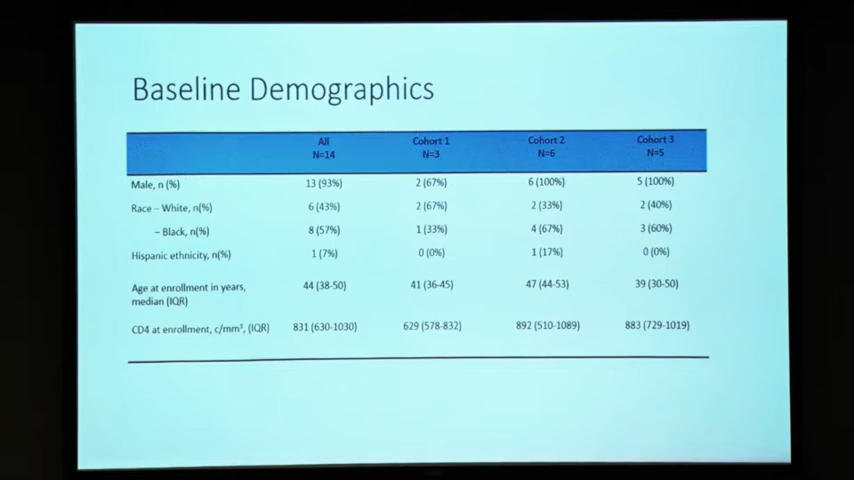 Baseline Demographics
All Cohort 1 Cohort 2 Cohort 3
N=14 N=3 N=6 N=5
Male, n (%) 13 (93%) 2 (67%) 6 (100%) 5 (100%)
Race – White, n(%) 6 (43%) 2 (67%) 2 (33%) 2 (40%)
– Black, n(%) 8 (57%) 1 (33%) 4 (67%) 3 (60%)
Hispanic ethnicity, n(%) 1 (7%) 0 (0%) 1 (17%) 0 (0%)
Age at enrollment in years, 44 (38-50) 41 (36-45) 47 (44-53) 39 (30-50)
median (IQR)
CD4 at enrollment, c/mm³, (IQR) 831 (630-1030) 629 (578-832) 892 (510-1089) 883 (729-1019)